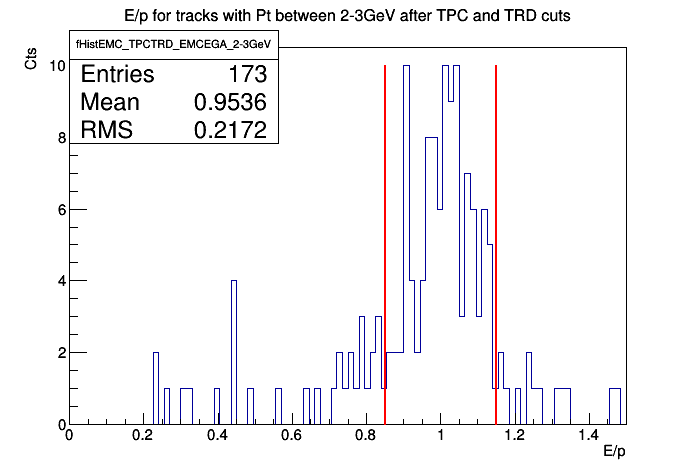 E/p for tracks with Pt between 2-3GeV after TPC and TRD cuts
fHistEMC_TPCTRD_EMCEGA_2-3GeV
Entries 173
Mean 0.9536
RMS 0.2172
Cts
10
8
6
4
2
0
0 0.2 0.4 0.6 0.8 1 1.2 1.4
E/p